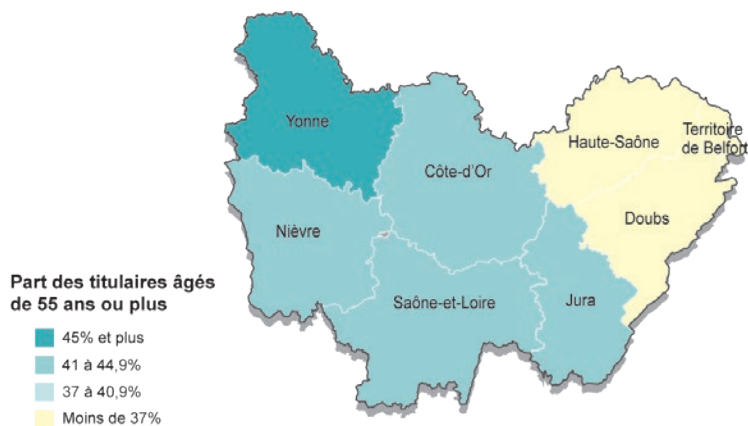 Yonne
Haute-Saône
Territoire
de Belfort
Côte-d'Or
Doubs
Nièvre
Saône-et-Loire
Jura
Part des titulaires âgés
de 55 ans ou plus
45% et plus
41 à 44,9%
37 à 40,9%
Moins de 37%